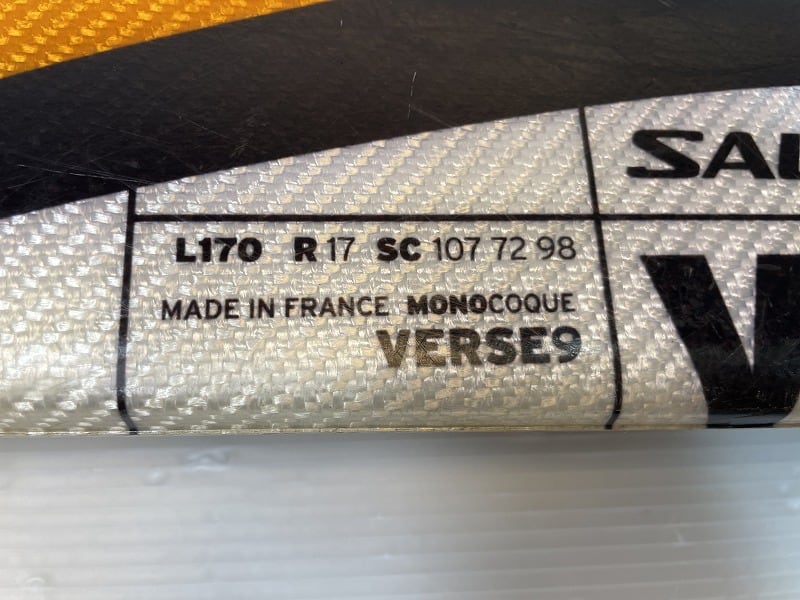 L170 R 17 SC 107 72 98
MADE IN FRANCE MONOCOQUE
VERSE9